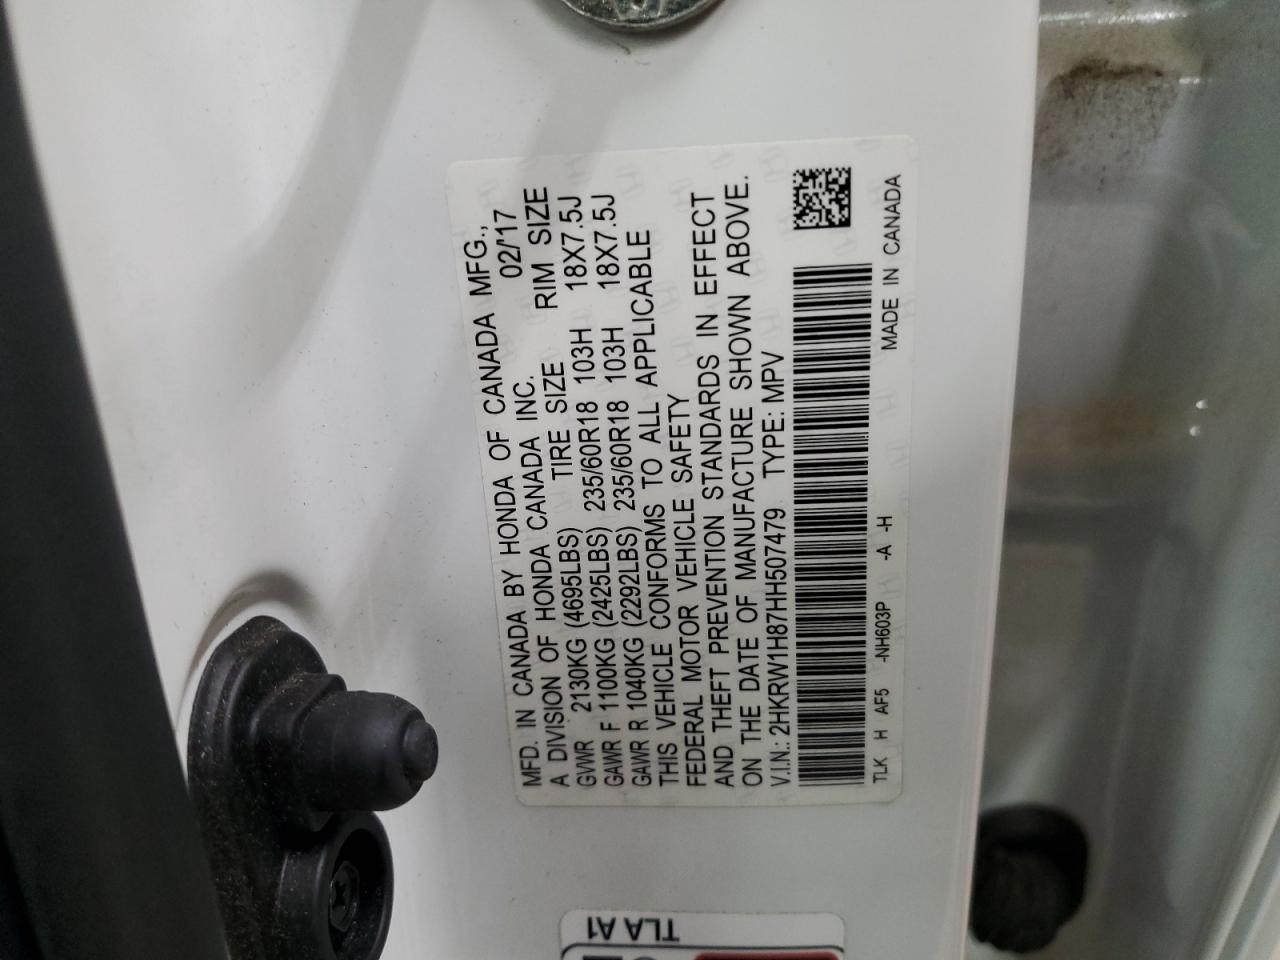 MFD. IN CANADA BY HONDA OF CANADA MFG.,
A DIVISION OF HONDA CANADA INC. 02/'17
GVWR 2130KG (4695LBS) TIRE SIZE RIM SIZE
GAWR F 1100KG (2425LBS) 235/60R18 103H 18X7.5J
GAWR R 1040KG (2292LBS) 235/60R18 103H 18X7.5J
THIS VEHICLE CONFORMS TO ALL APPLICABLE
FEDERAL MOTOR VEHICLE SAFETY
AND THEFT PREVENTION STANDARDS IN EFFECT
ON THE DATE OF MANUFACTURE SHOWN ABOVE.
V.I.N.: 2HKRW1H87HH507479 TYPE: MPV
TLK H AF5 -NH603P -A -H MADE IN CANADA
TLA A1